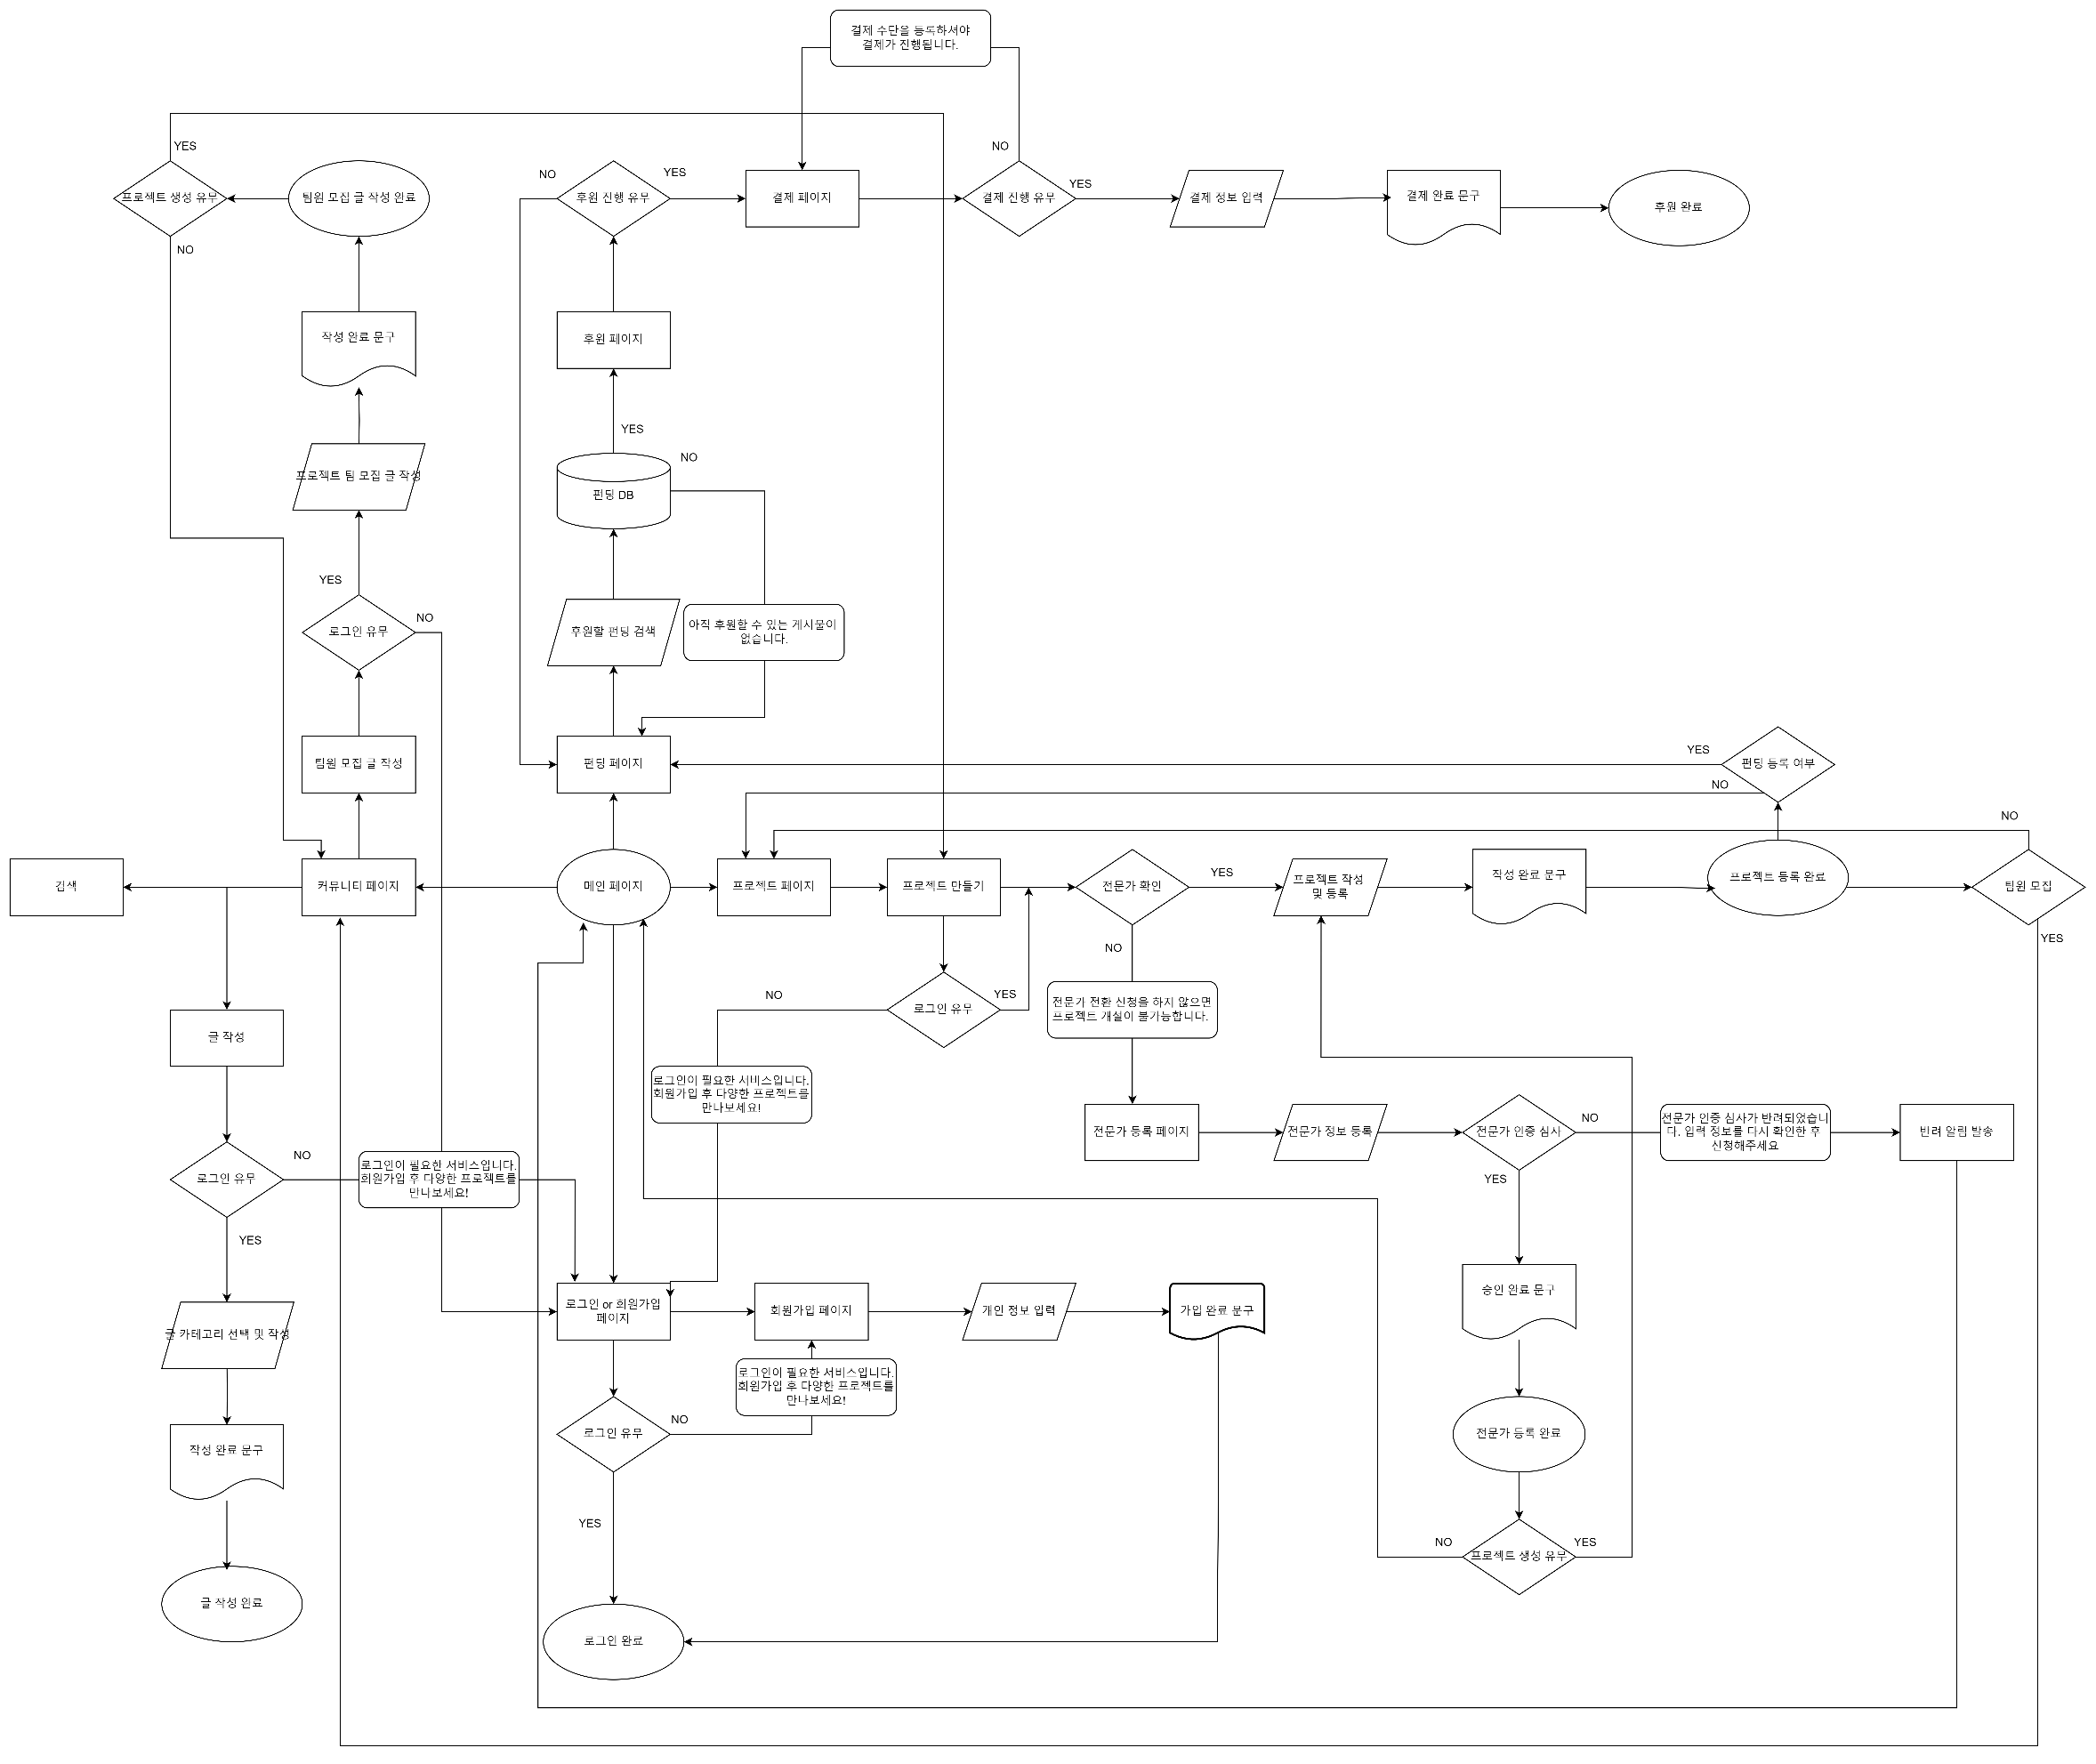 결제 수단을 등록하셔야
결제가 진행됩니다.
YES
NO
YES
NO
YES
프로젝트 생성 유무
팀원 모집 글 작성 완료
후원 진행 유무
결제 페이지
결제 진행 유무
결제 정보 입력
결제 완료 문구
후원 완료
NO
작성 완료 문구
후원 페이지
YES
NO
프로젝트 팀 모집 글 작성
펀딩 DB
YES
NO
로그인 유무
후원할 펀딩 검색
아직 후원할 수 있는 게시물이
없습니다.
팀원 모집 글 작성
펀딩 페이지
YES
펀딩 등록 여부
NO
NO
검색
커뮤니티 페이지
메인 페이지
프로젝트 페이지
프로젝트 만들기
전문가 확인
YES
프로젝트 작성
및 등록
작성 완료 문구
프로젝트 등록 완료
팀원 모집
YES
NO
NO
YES
글 작성
로그인 유무
전문가 전환 신청을 하지 않으면
프로젝트 개설이 불가능합니다.
로그인이 필요한 서비스입니다.
회원가입 후 다양한 프로젝트를
만나보세요!
전문가 등록 페이지
전문가 정보 등록
전문가 인증 심사
NO
전문가 인증 심사가 반려되었습니
다. 입력 정보를 다시 확인한 후
신청해주세요
반려 알림 발송
로그인 유무
NO
로그인이 필요한 서비스입니다.
회원가입 후 다양한 프로젝트를
만나보세요!
YES
YES
글 카테고리 선택 및 작성
로그인 or 회원가입
페이지
회원가입 페이지
개인 정보 입력
가입 완료 문구
승인 완료 문구
로그인이 필요한 서비스입니다.
회원가입 후 다양한 프로젝트를
만나보세요!
작성 완료 문구
로그인 유무
NO
전문가 등록 완료
YES
NO
프로젝트 생성 유무
YES
글 작성 완료
로그인 완료